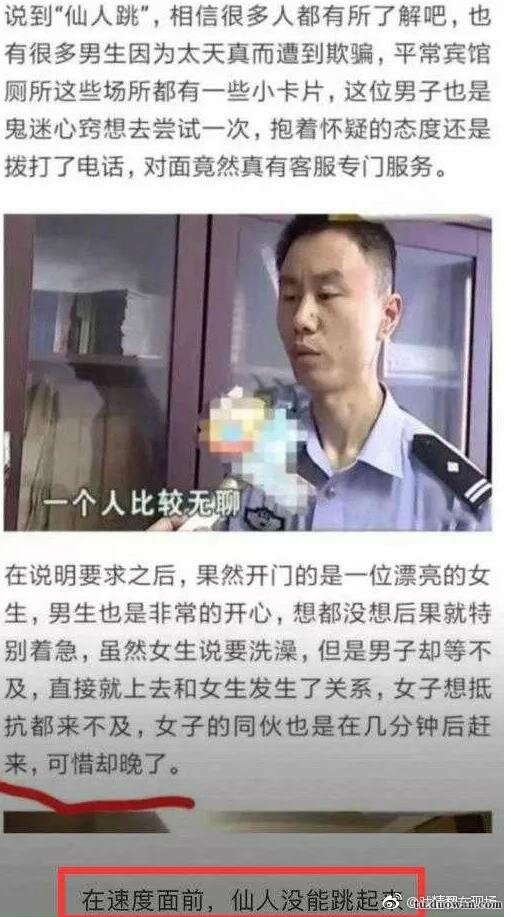 说到“仙人跳”，相信很多人都有所了解吧，也
有很多男生因为太天真而遭到欺骗，平常宾馆
厕所这些场所都有一些小卡片，这位男子也是
鬼迷心窍想去尝试一次，抱着怀疑的态度还是
拨打了电话，对面竟然真有客服专门服务。
一个人比较无聊
在说明要求之后，果然开门的是一位漂亮的女
生，男生也是非常的开心，想都没想后果就特
别着急，虽然女生说要洗澡，但是男子却等不
及，直接就上去和女生发生了关系，女子想抵
抗都来不及，女子的同伙也是在几分钟后赶
来，可惜却晚了。
在速度面前，仙人没能跳起来